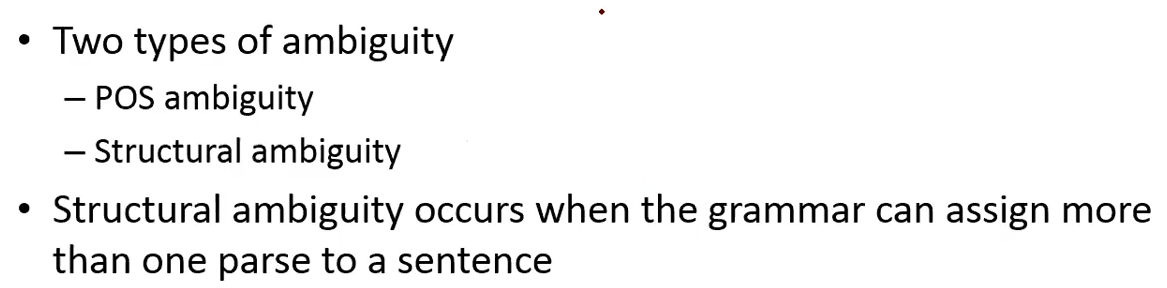 • Two types of ambiguity
– POS ambiguity
– Structural ambiguity
• Structural ambiguity occurs when the grammar can assign more
than one parse to a sentence